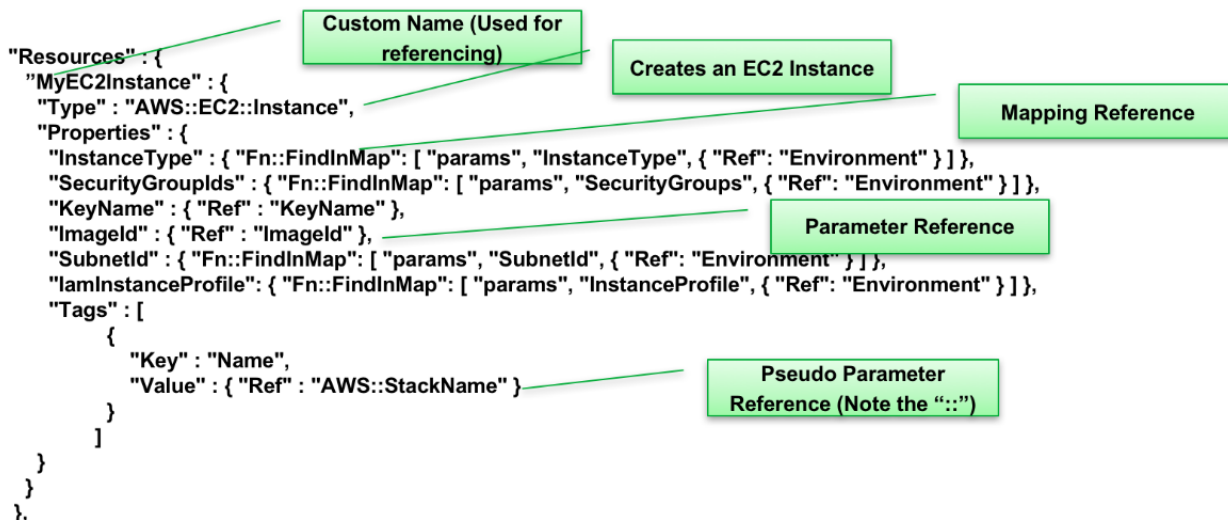 Custom Name (Used for
referencing)
"Resources" : {
”MyEC2Instance" : {
Creates an EC2 Instance
"Type" : "AWS::EC2::Instance",
Mapping Reference
"Properties" : {
"InstanceType" : { "Fn::FindInMap": [ "params", "InstanceType", { "Ref": "Environment" } ] },
"SecurityGroupIds" : { "Fn::FindInMap": [ "params", "SecurityGroups", { "Ref": "Environment" } ] },
"KeyName" : { "Ref" : "KeyName" },
Parameter Reference
"ImageId" : { "Ref" : "ImageId" },
"SubnetId" : { "Fn::FindInMap": [ "params", "SubnetId", { "Ref": "Environment" } ] },
"IamInstanceProfile": { "Fn::FindInMap": [ "params", "InstanceProfile", { "Ref": "Environment" } ] },
"Tags" : [
{
"Key" : "Name",
"Value" : { "Ref" : "AWS::StackName" }
Pseudo Parameter
Reference (Note the “::”)
}
]
}
}
},